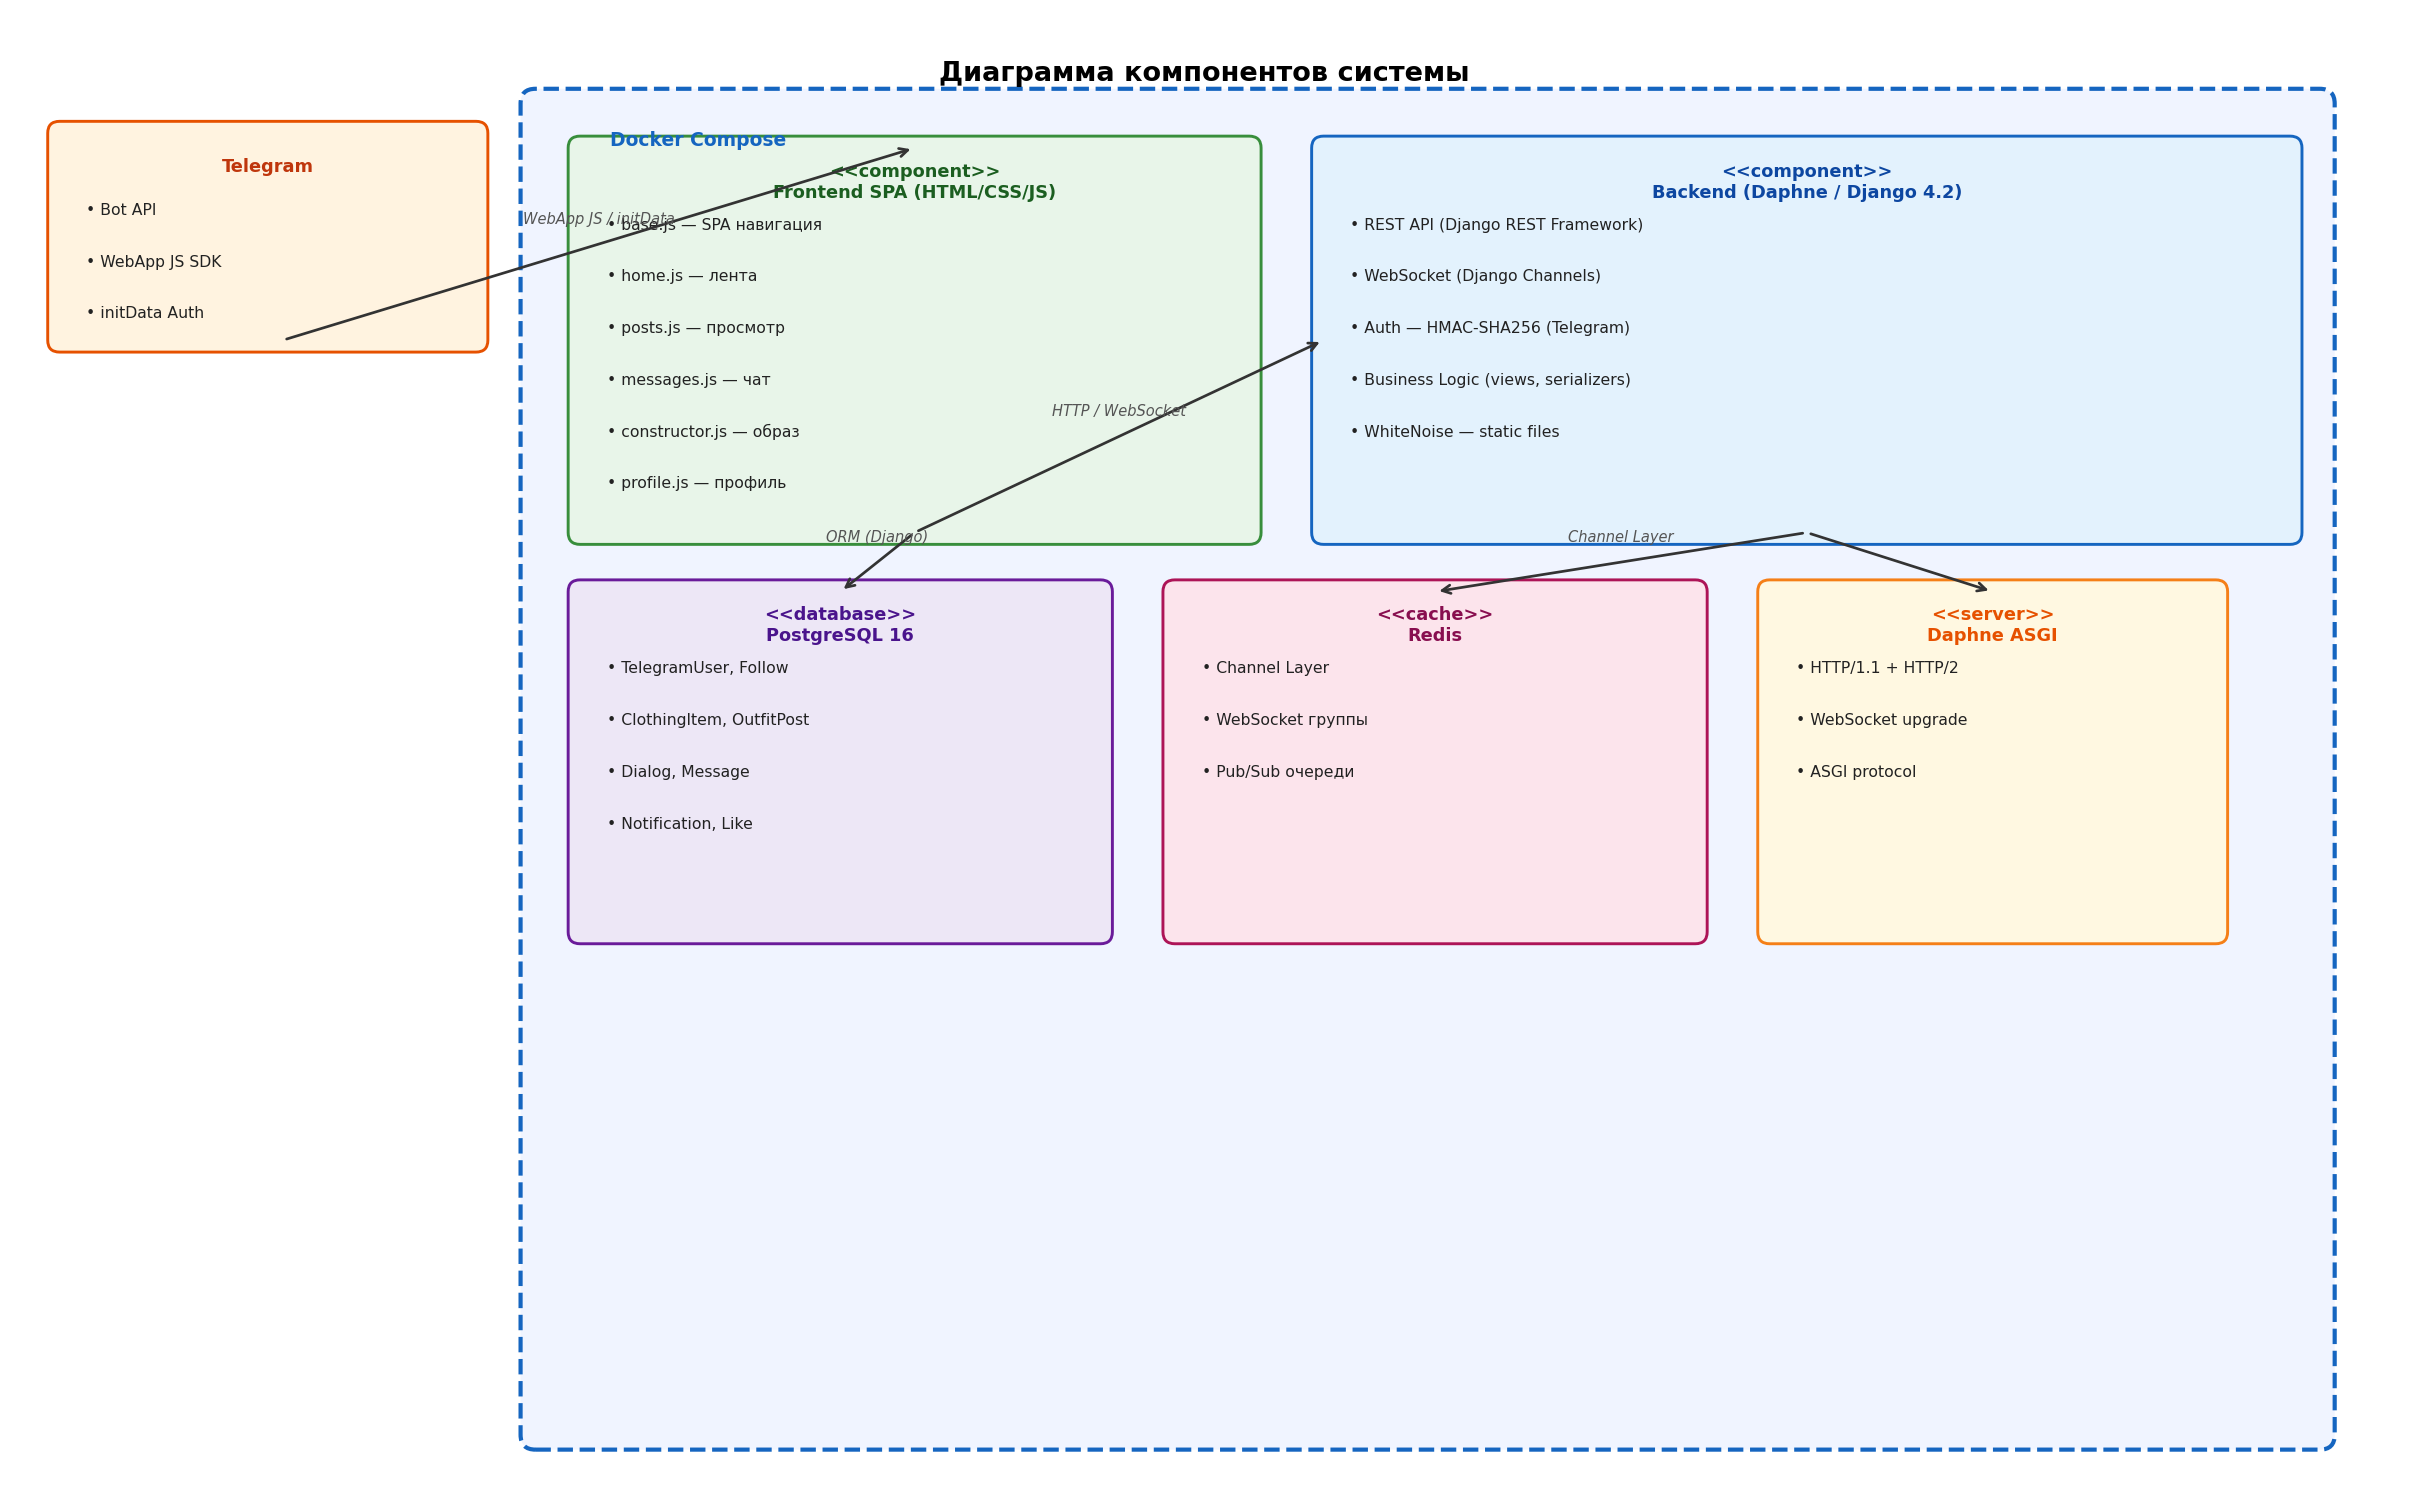 Диаграмма компонентов системы
Telegram
• Bot API
• WebApp JS SDK
• initData Auth
WebApp JS / initData
Docker Compose
<<component>>
Frontend SPA (HTML/CSS/JS)
• base.js — SPA навигация
• home.js — лента
• posts.js — просмотр
• messages.js — чат
• constructor.js — образ
• profile.js — профиль
HTTP / WebSocket
<<component>>
Backend (Daphne / Django 4.2)
• REST API (Django REST Framework)
• WebSocket (Django Channels)
• Auth — HMAC-SHA256 (Telegram)
• Business Logic (views, serializers)
• WhiteNoise — static files
ORM (Django)
Channel Layer
<<database>>
PostgreSQL 16
• TelegramUser, Follow
• ClothingItem, OutfitPost
• Dialog, Message
• Notification, Like
<<cache>>
Redis
• Channel Layer
• WebSocket группы
• Pub/Sub очереди
<<server>>
Daphne ASGI
• HTTP/1.1 + HTTP/2
• WebSocket upgrade
• ASGI protocol